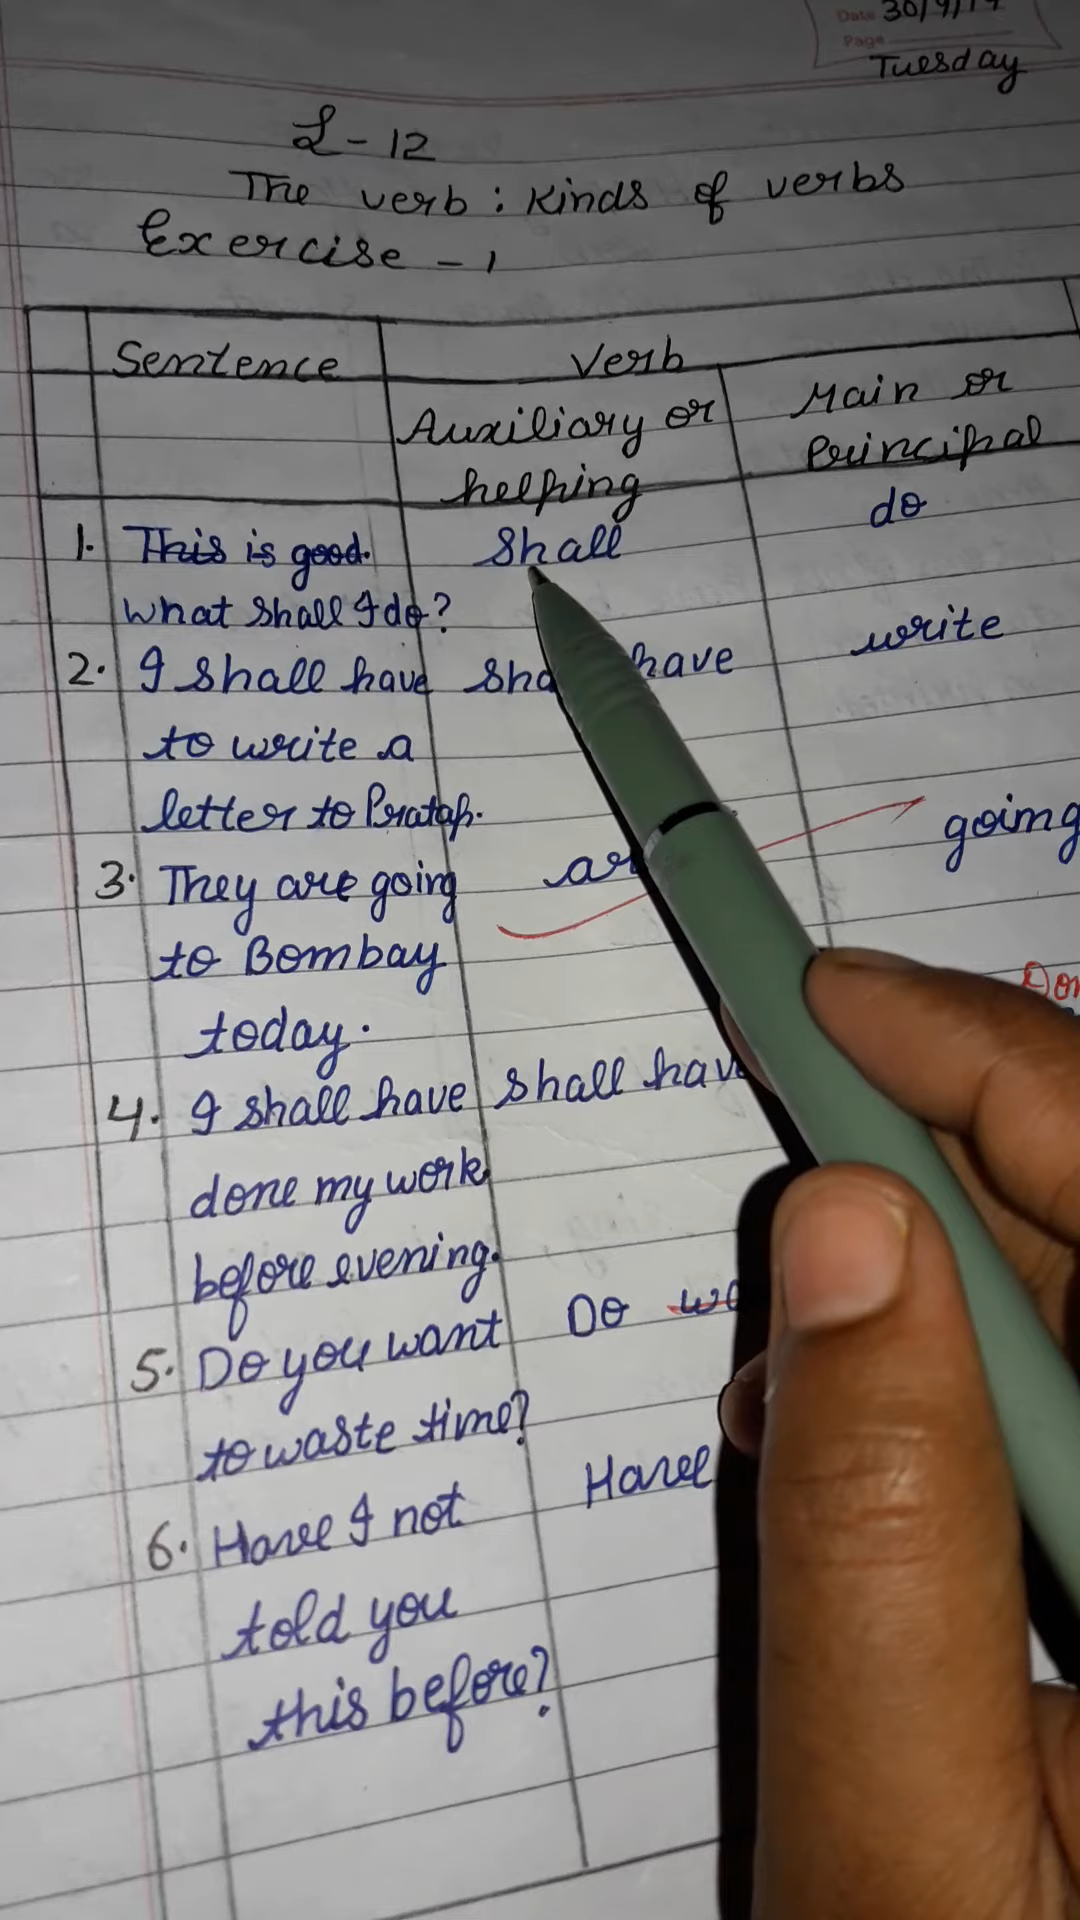 Date 30/9/19
Page
Tuesday
L-12
The verb : Kinds of verbs
Exercise - 1
Sentence Verb
Auxiliary or helping Main or Principal
1. This is good. Shall do
What shall I do?
2. I shall have have write
to write a
letter to Pratap.
3. They are going going
to Bombay
today.
4. I shall have shall
done my work
before evening.
5. Do you want Do
to waste time?
6. Have I not Have
told you
this before?